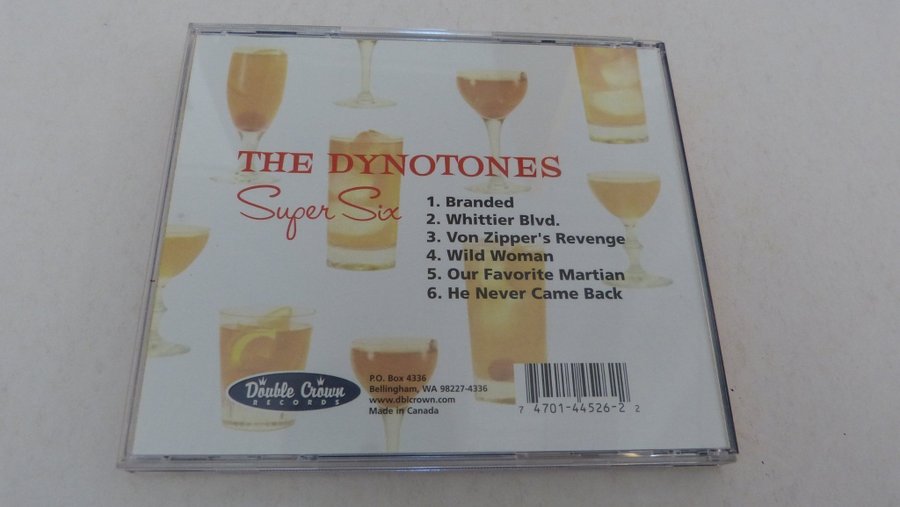 THE DYNOTONES
Super Six
1. Branded
2. Whittier Blvd.
3. Von Zipper's Revenge
4. Wild Woman
5. Our Favorite Martian
6. He Never Came Back
Double Crown
RECORDS
P.O. Box 4336
Bellingham, WA 98227-4336
www.dblcrown.com
Made in Canada
7 4701-44526-2 2